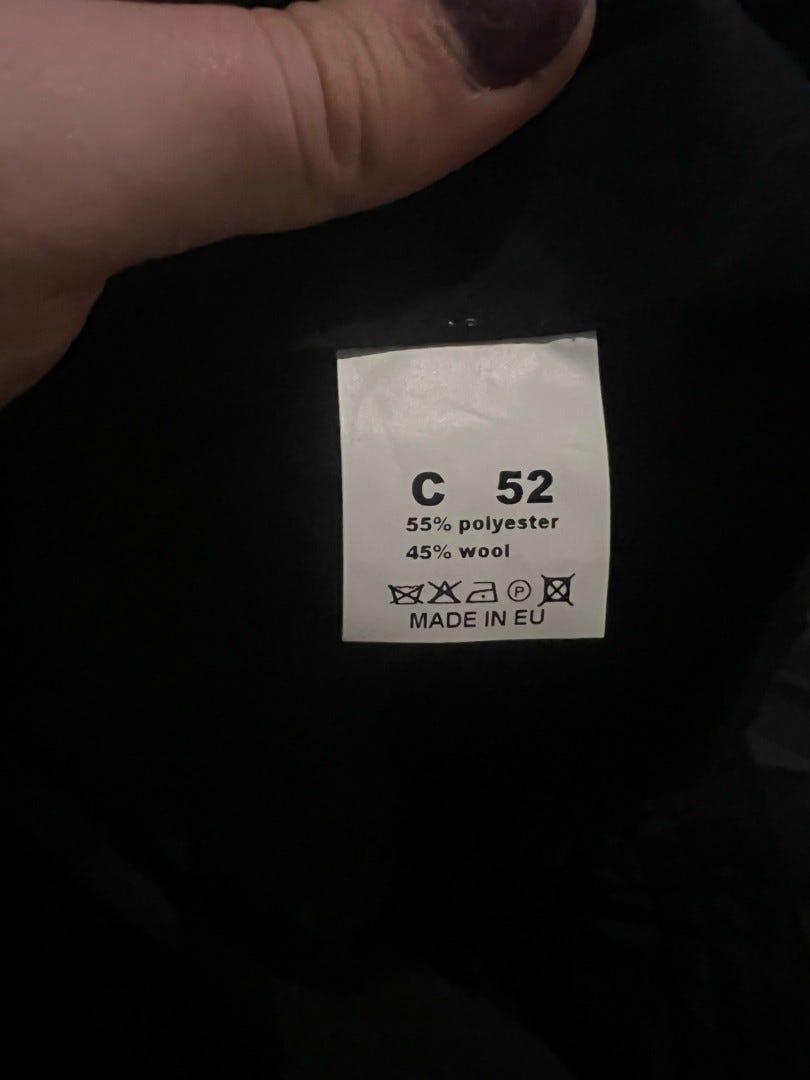 C 52
55% polyester
45% wool
P
MADE IN EU